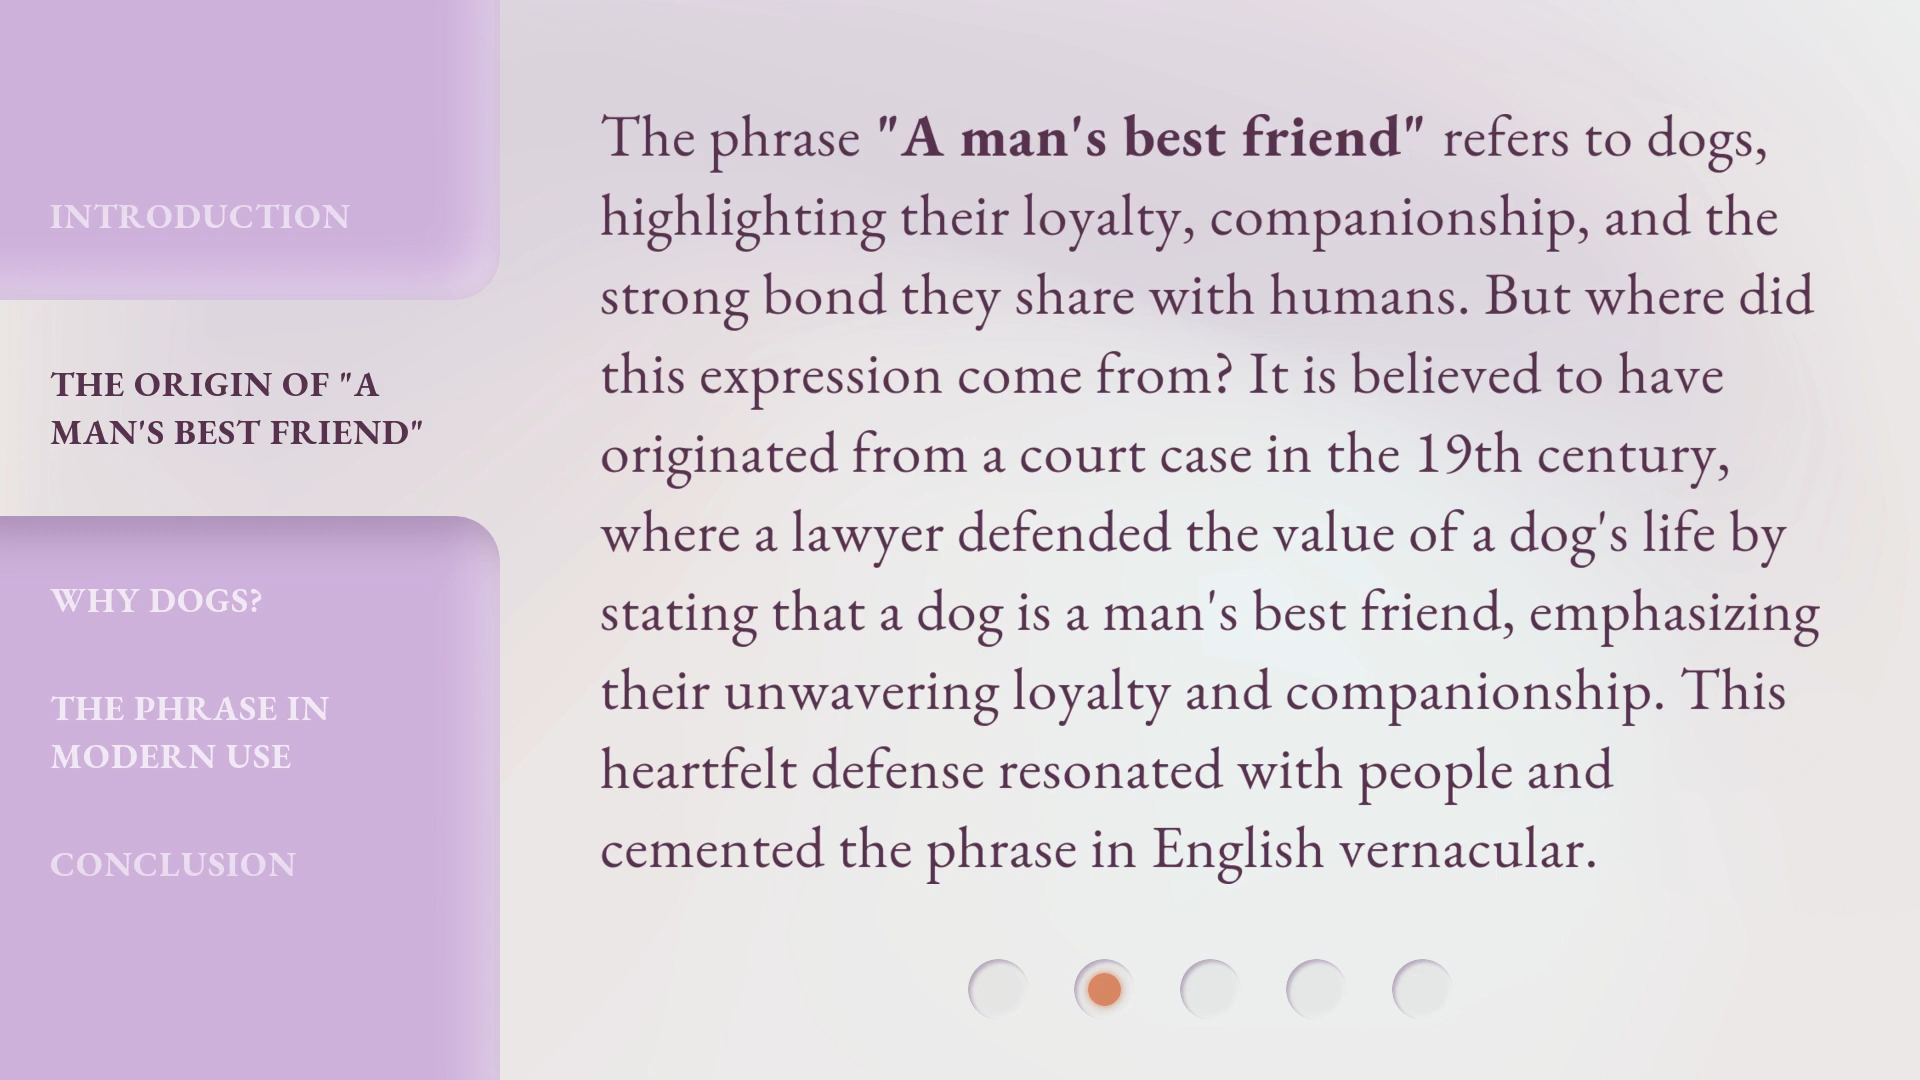 INTRODUCTION
THE ORIGIN OF "A
MAN'S BEST FRIEND"
WHY DOGS?
THE PHRASE IN
MODERN USE
CONCLUSION
The phrase "A man's best friend" refers to dogs,
highlighting their loyalty, companionship, and the
strong bond they share with humans. But where did
this expression come from? It is believed to have
originated from a court case in the 19th century,
where a lawyer defended the value of a dog's life by
stating that a dog is a man's best friend, emphasizing
their unwavering loyalty and companionship. This
heartfelt defense resonated with people and
cemented the phrase in English vernacular.